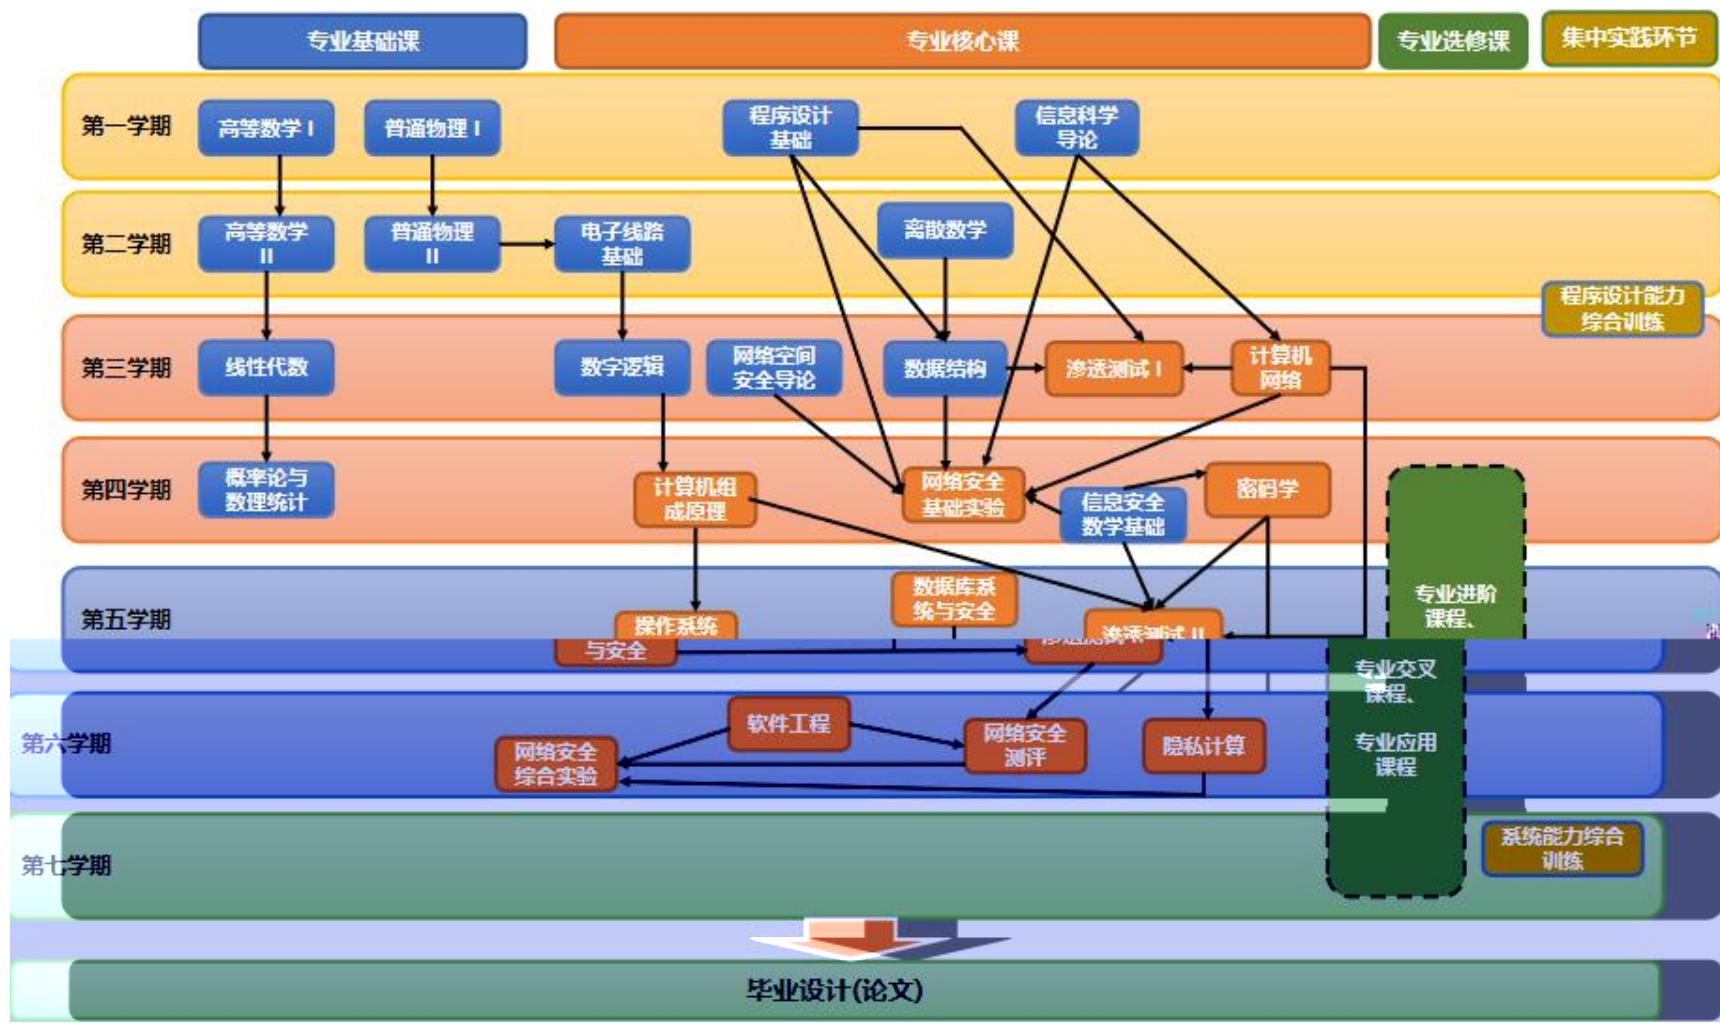 专业基础课
专业核心课
专业选修课
集中实践环节
第一学期
高等数学 I
普通物理 I
程序设计
基础
信息科学
导论
第二学期
高等数学
II
普通物理
II
电子线路
基础
离散数学
程序设计能力
综合训练
第三学期
线性代数
数字逻辑
网络空间
安全导论
数据结构
渗透测试 I
计算机
网络
第四学期
概率论与
数理统计
计算机组
成原理
网络安全
基础实验
信息安全
数学基础
密码学
第五学期
操作系统
与安全
数据库系
统与安全
渗透测试 II
专业进阶
课程、
专业交叉
课程、
专业应用
课程
第六学期
网络安全
综合实验
软件工程
网络安全
测评
隐私计算
第七学期
系统能力综合
训练
毕业设计(论文)